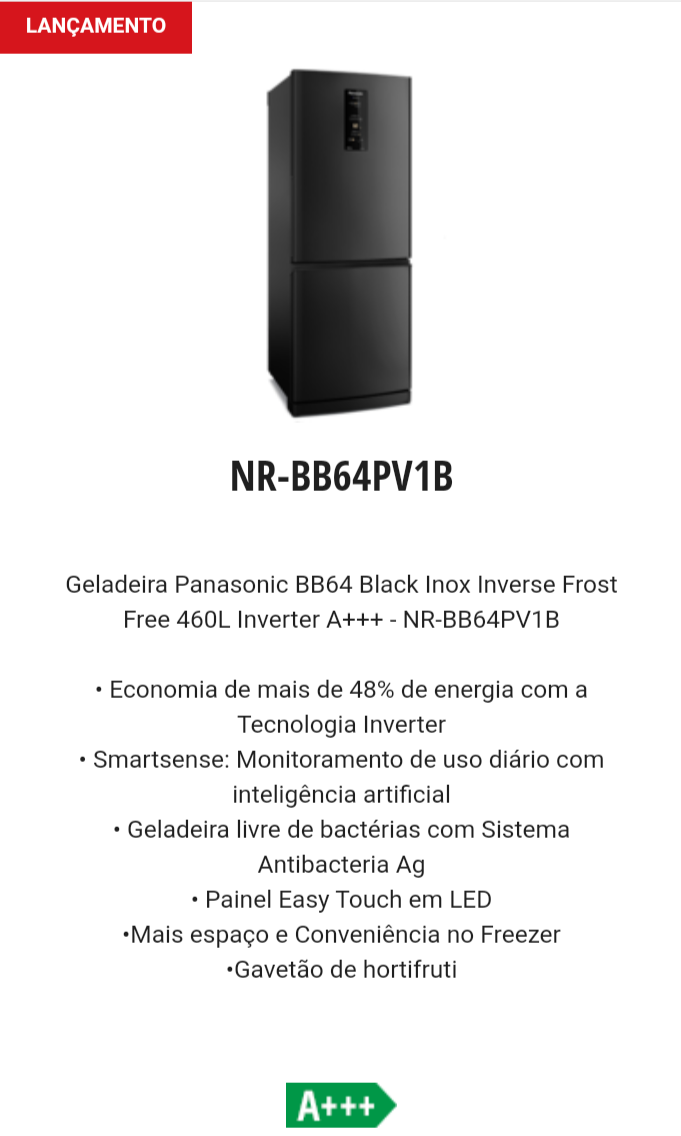 LANÇAMENTO
NR-BB64PV1B
Geladeira Panasonic BB64 Black Inox Inverse Frost
Free 460L Inverter A+++ - NR-BB64PV1B
• Economia de mais de 48% de energia com a
Tecnologia Inverter
• Smartsense: Monitoramento de uso diário com
inteligência artificial
• Geladeira livre de bactérias com Sistema
Antibacteria Ag
• Painel Easy Touch em LED
•Mais espaço e Conveniência no Freezer
•Gavetão de hortifruti
A+++